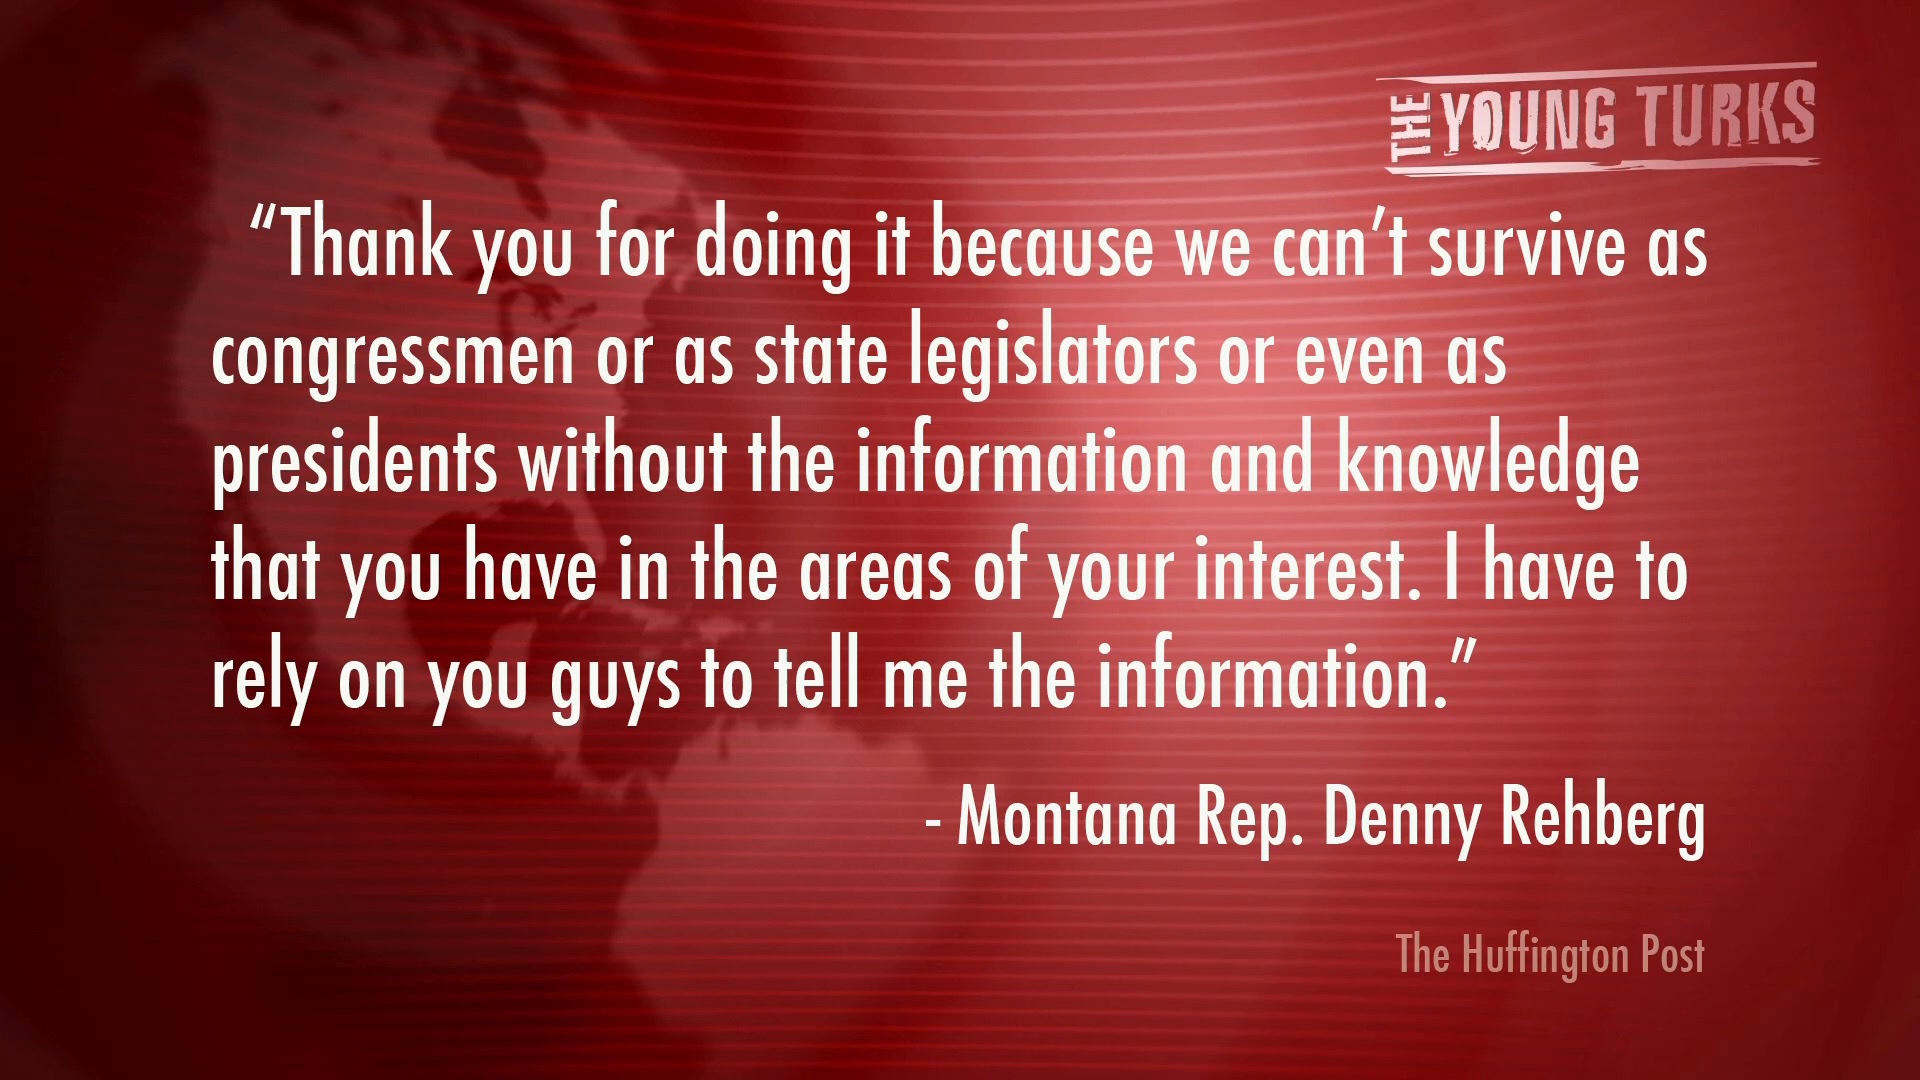 THE YOUNG TURKS
“Thank you for doing it because we can’t survive as
congressmen or as state legislators or even as
presidents without the information and knowledge
that you have in the areas of your interest. I have to
rely on you guys to tell me the information.”
- Montana Rep. Denny Rehberg
The Huffington Post